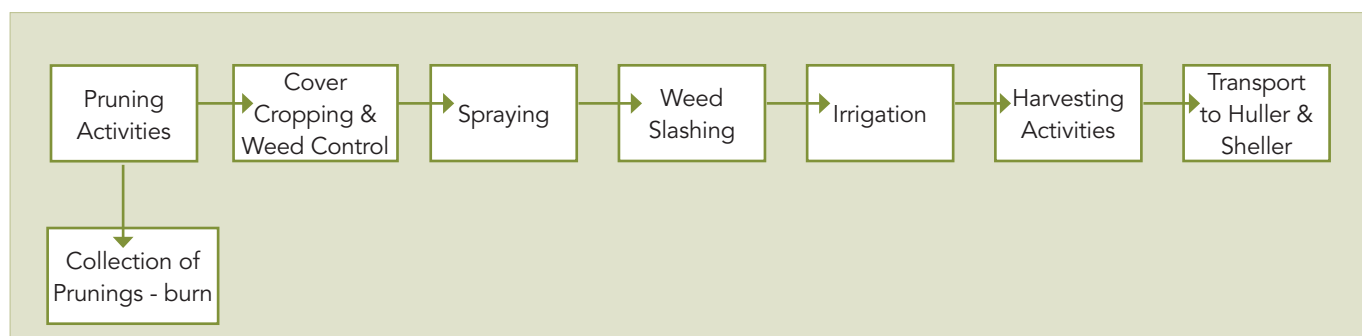 Pruning
Activities
Cover
Cropping &
Weed Control
Spraying
Weed
Slashing
Irrigation
Harvesting
Activities
Transport
to Huller &
Sheller
Collection of
Prunings - burn